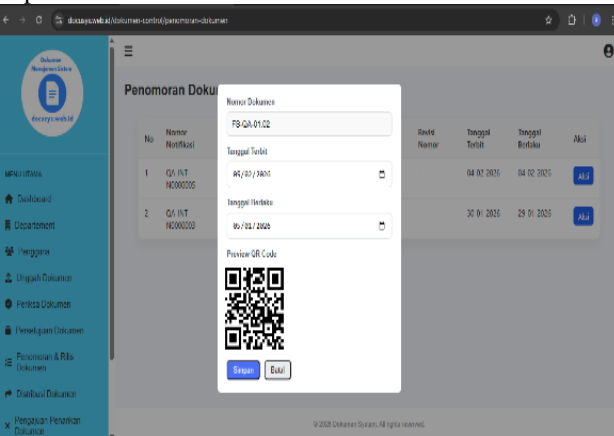 docusys.web.id/dokumen-control/penomoran-dokumen
Dokumen
Manajemen Sistem
docusys.web.id
MENU UTAMA
Dashboard
Departement
Pengguna
Unggah Dokumen
Periksa Dokumen
Persetujuan Dokumen
Penomoran & Rilis
Dokumen
Distribusi Dokumen
Pengajuan Penarikan
Dokumen
Penomoran Doku
No
Nomor
Notifikasi
Revisi
Nomor
Tanggal
Terbit
Tanggal
Berlaku
Aksi
1
QA INT
N0000005
04 02 2026
04 02 2026
Aksi
2
QA INT
N0000003
30 01 2026
29 01 2026
Aksi
Nomor Dokumen
FB-QA-01.02
Tanggal Terbit
Tanggal Berlaku
Preview QR Code
Simpan
Batal
© 2026 Dokumen System. All rights reserved.